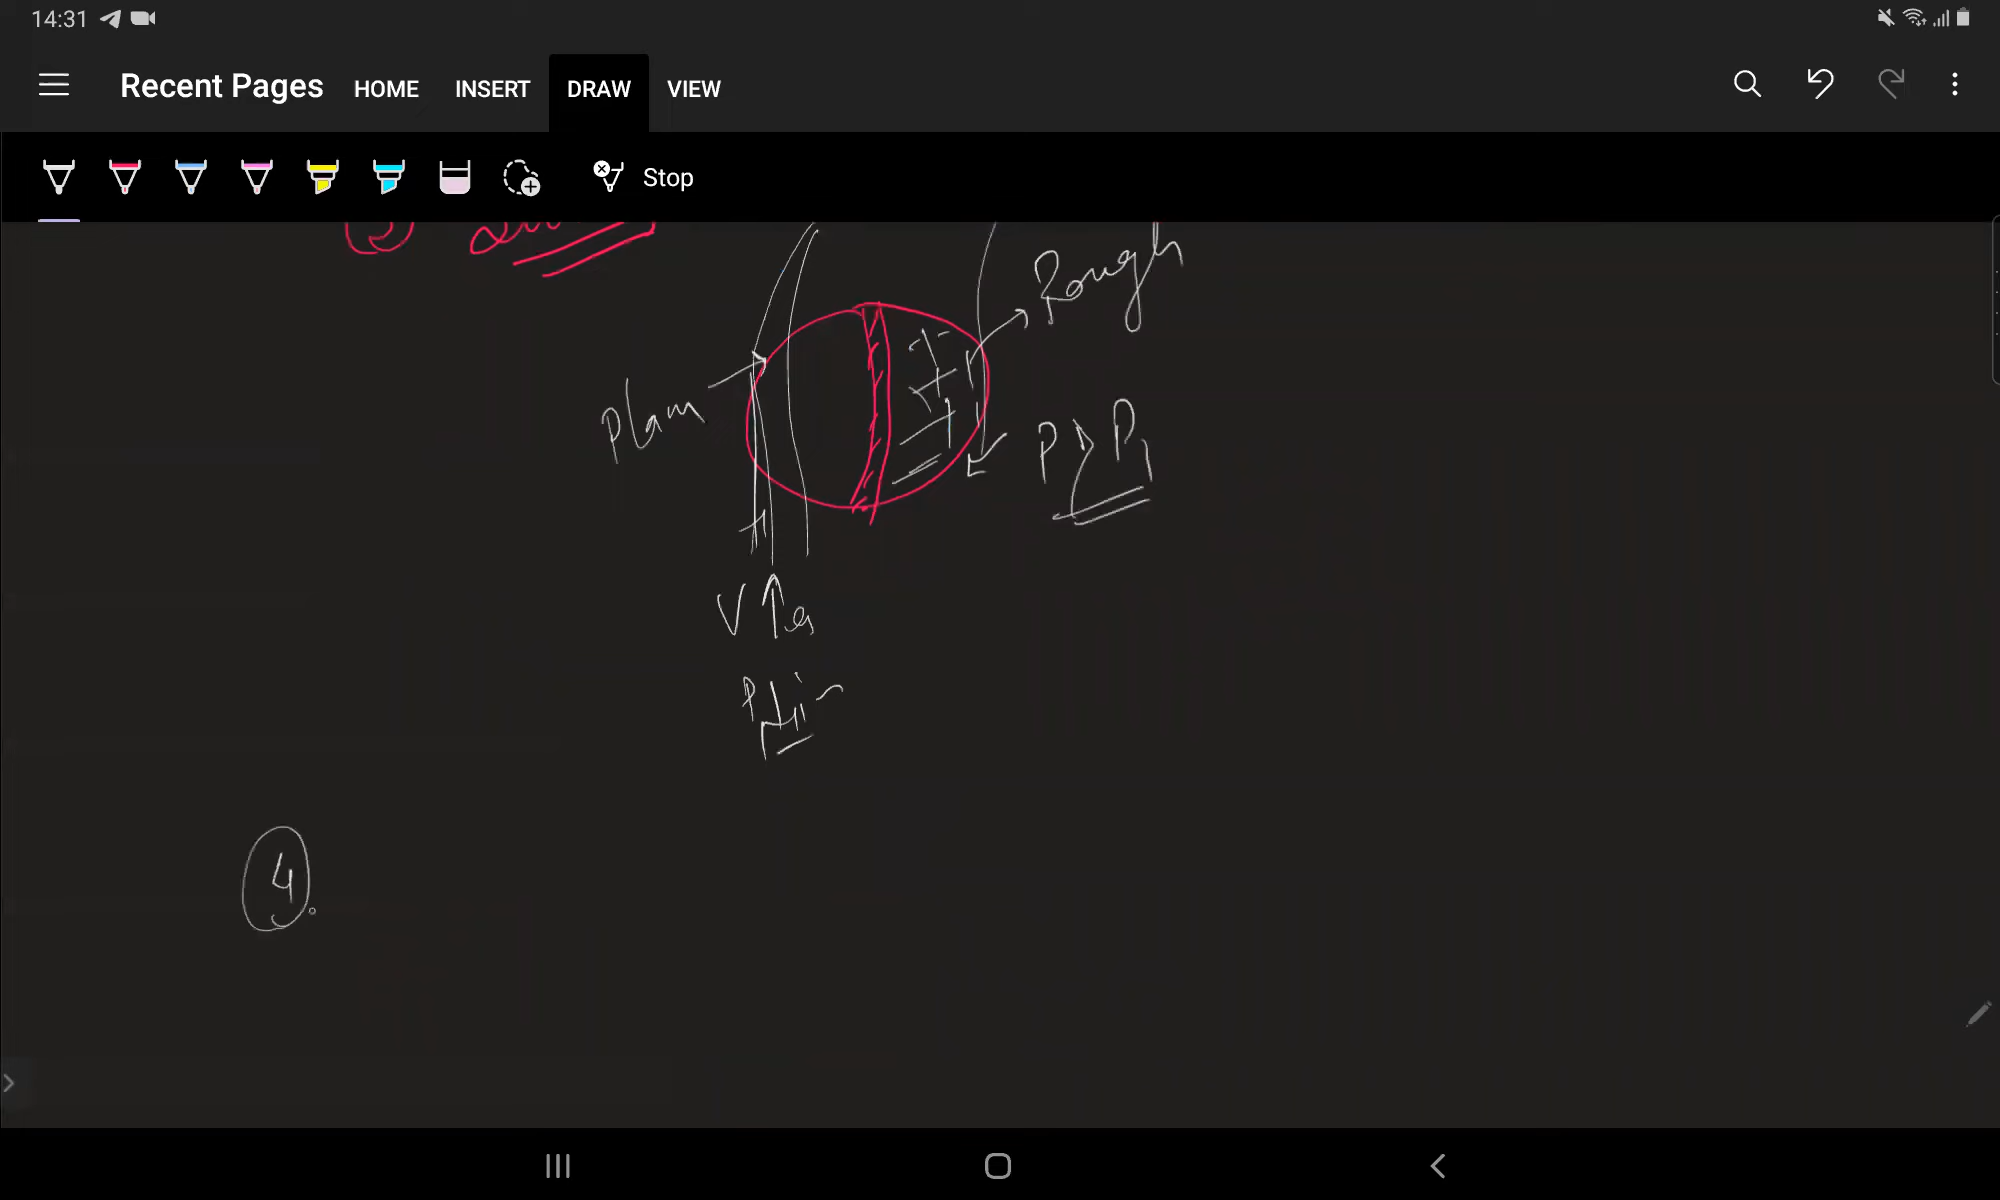 14:31
Recent Pages HOME INSERT DRAW VIEW
Stop
Rough
Plain
P > P1
V ↑es
4.